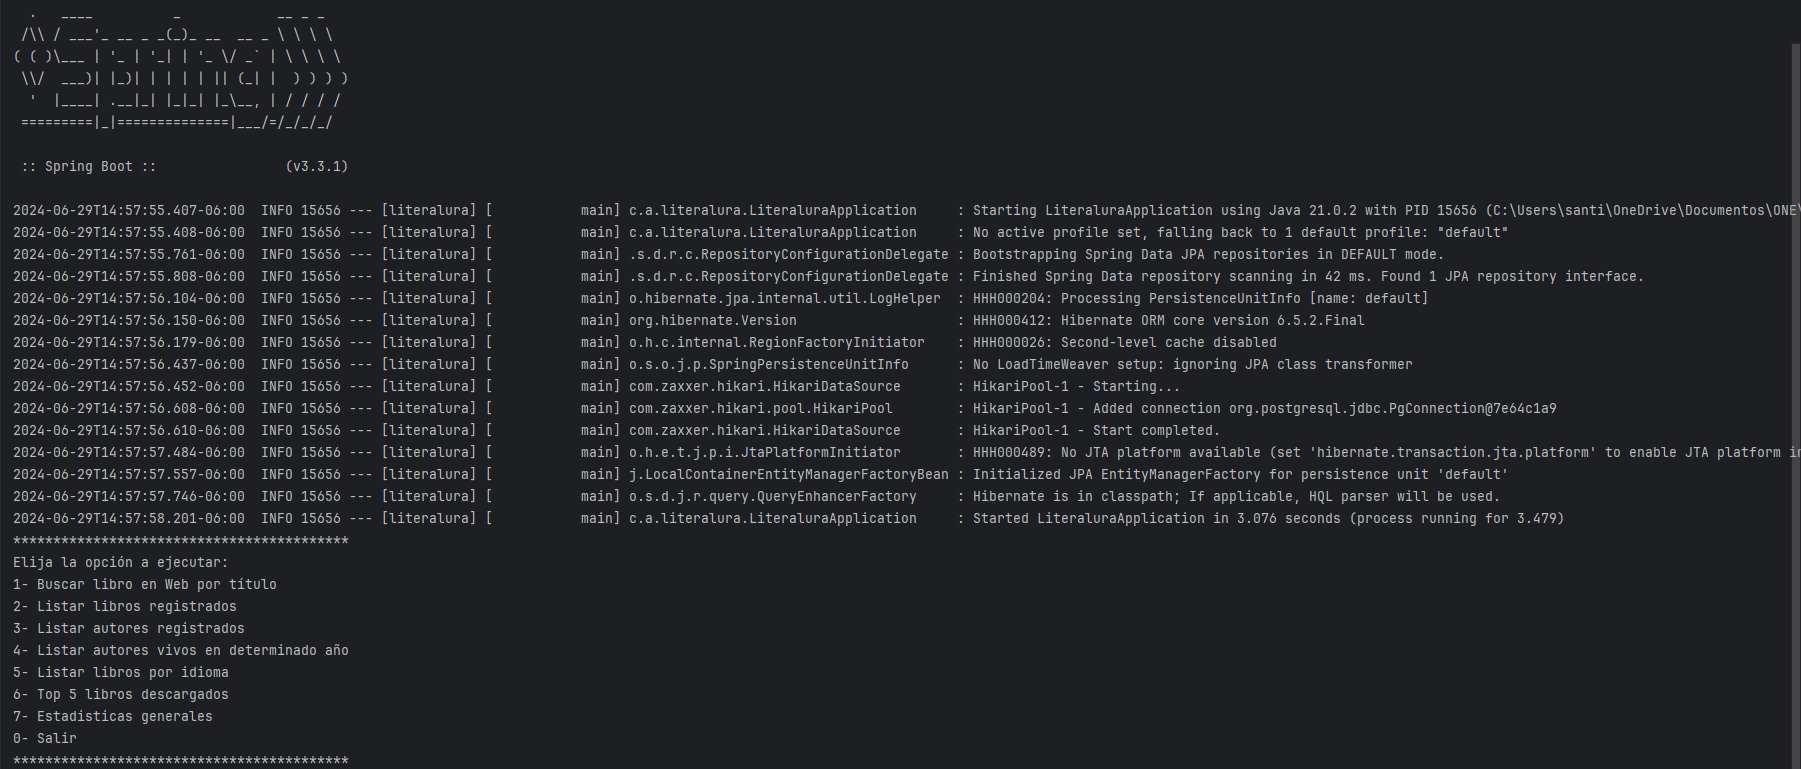 .   ____          _            __ _ _
 /\\ / ___'_ __ _ _(_)_ __  __ _ \ \ \ \
( ( )\___ | '_ | '_| | '_ \/ _` | \ \ \ \
 \\/  ___)| |_)| | | | | || (_| |  ) ) ) )
  '  |____| .__|_| |_|_| |_\__, | / / / /
 =========|_|==============|___/=/_/_/_/

 :: Spring Boot ::                (v3.3.1)

2024-06-29T14:57:55.407-06:00  INFO 15656 --- [literalura] [           main] c.a.literalura.LiteraluraApplication     : Starting LiteraluraApplication using Java 21.0.2 with PID 15656 (C:\Users\santi\OneDrive\Documentos\ONE\
2024-06-29T14:57:55.408-06:00  INFO 15656 --- [literalura] [           main] c.a.literalura.LiteraluraApplication     : No active profile set, falling back to 1 default profile: "default"
2024-06-29T14:57:55.761-06:00  INFO 15656 --- [literalura] [           main] .s.d.r.c.RepositoryConfigurationDelegate : Bootstrapping Spring Data JPA repositories in DEFAULT mode.
2024-06-29T14:57:55.808-06:00  INFO 15656 --- [literalura] [           main] .s.d.r.c.RepositoryConfigurationDelegate : Finished Spring Data repository scanning in 42 ms. Found 1 JPA repository interface.
2024-06-29T14:57:56.104-06:00  INFO 15656 --- [literalura] [           main] o.hibernate.jpa.internal.util.LogHelper  : HHH000204: Processing PersistenceUnitInfo [name: default]
2024-06-29T14:57:56.150-06:00  INFO 15656 --- [literalura] [           main] org.hibernate.Version                    : HHH000412: Hibernate ORM core version 6.5.2.Final
2024-06-29T14:57:56.179-06:00  INFO 15656 --- [literalura] [           main] o.h.c.internal.RegionFactoryInitiator    : HHH000026: Second-level cache disabled
2024-06-29T14:57:56.437-06:00  INFO 15656 --- [literalura] [           main] o.s.o.j.p.SpringPersistenceUnitInfo      : No LoadTimeWeaver setup: ignoring JPA class transformer
2024-06-29T14:57:56.452-06:00  INFO 15656 --- [literalura] [           main] com.zaxxer.hikari.HikariDataSource       : HikariPool-1 - Starting...
2024-06-29T14:57:56.608-06:00  INFO 15656 --- [literalura] [           main] com.zaxxer.hikari.pool.HikariPool        : HikariPool-1 - Added connection org.postgresql.jdbc.PgConnection@7e64c1a9
2024-06-29T14:57:56.610-06:00  INFO 15656 --- [literalura] [           main] com.zaxxer.hikari.HikariDataSource       : HikariPool-1 - Start completed.
2024-06-29T14:57:57.484-06:00  INFO 15656 --- [literalura] [           main] o.h.e.t.j.p.i.JtaPlatformInitiator       : HHH000489: No JTA platform available (set 'hibernate.transaction.jta.platform' to enable JTA platform in
2024-06-29T14:57:57.557-06:00  INFO 15656 --- [literalura] [           main] j.LocalContainerEntityManagerFactoryBean : Initialized JPA EntityManagerFactory for persistence unit 'default'
2024-06-29T14:57:57.746-06:00  INFO 15656 --- [literalura] [           main] o.s.d.j.r.query.QueryEnhancerFactory     : Hibernate is in classpath; If applicable, HQL parser will be used.
2024-06-29T14:57:58.201-06:00  INFO 15656 --- [literalura] [           main] c.a.literalura.LiteraluraApplication     : Started LiteraluraApplication in 3.076 seconds (process running for 3.479)
******************************************
Elija la opción a ejecutar:
1- Buscar libro en Web por título
2- Listar libros registrados
3- Listar autores registrados
4- Listar autores vivos en determinado año
5- Listar libros por idioma
6- Top 5 libros descargados
7- Estadisticas generales
0- Salir
******************************************